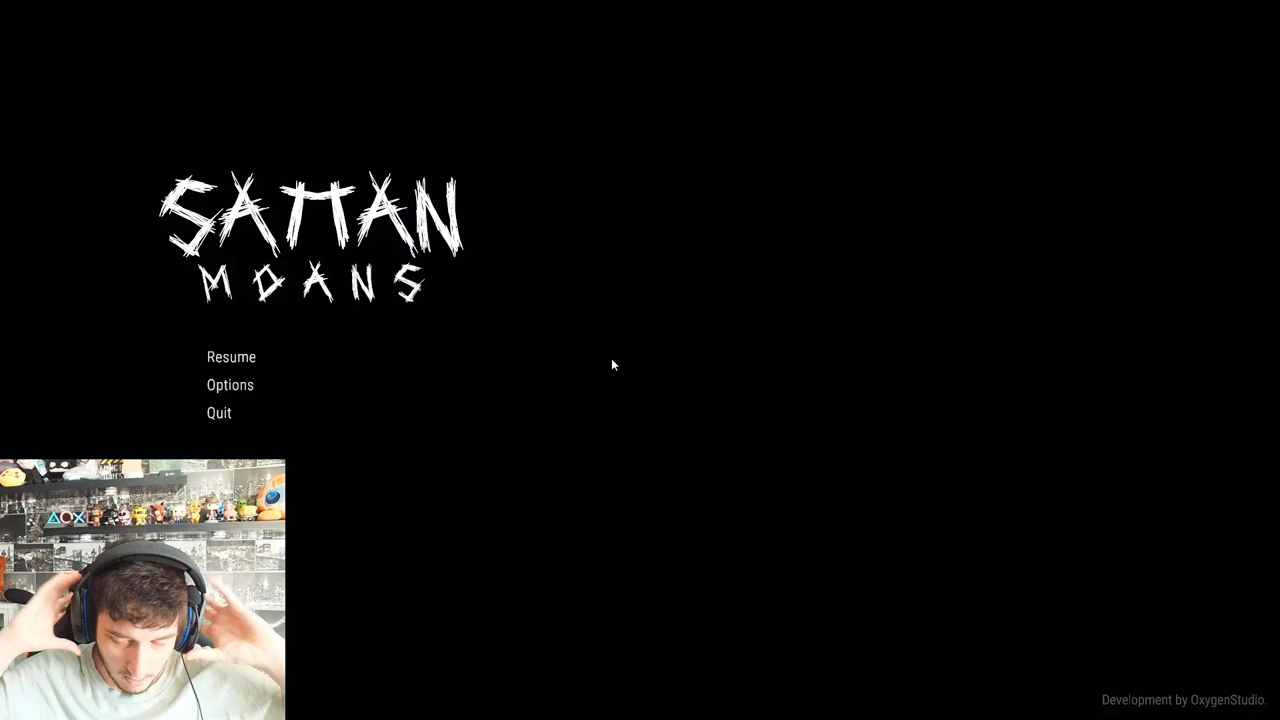 SATTAN
MOANS
Resume
Options
Quit
Development by OxygenStudio.